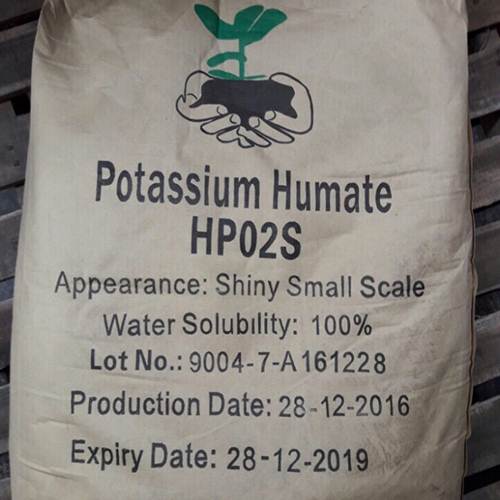 Potassium Humate
HP02S
Appearance: Shiny Small Scale
Water Solubility: 100%
Lot No.: 9004-7-A161228
Production Date: 28-12-2016
Expiry Date: 28-12-2019